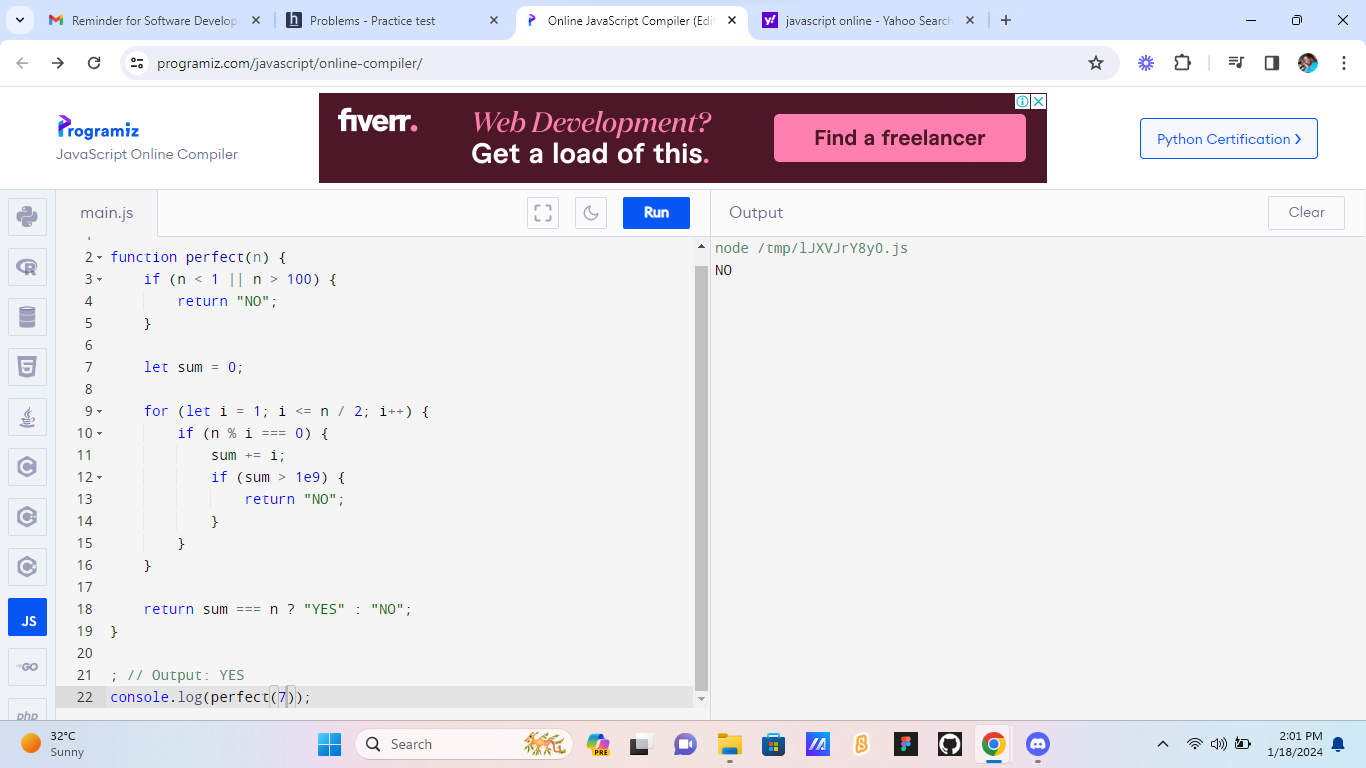 Reminder for Software Develop
Problems - Practice test
Online JavaScript Compiler (Edit
javascript online - Yahoo Search
programiz.com/javascript/online-compiler/
Programiz
JavaScript Online Compiler
fiverr.
Web Development?
Get a load of this.
Find a freelancer
Python Certification
main.js
Run
Output
Clear
2 function perfect(n) {
3 if (n < 1 || n > 100) {
4 return "NO";
5 }
6
7 let sum = 0;
8
9 for (let i = 1; i <= n / 2; i++) {
10 if (n % i === 0) {
11 sum += i;
12 if (sum > 1e9) {
13 return "NO";
14 }
15 }
16 }
17
18 return sum === n ? "YES" : "NO";
19 }
20
21 ; // Output: YES
22 console.log(perfect(7));
node /tmp/lJXVJrY8yO.js
NO
JS
GO
php
32°C
Sunny
Search
PRE
2:01 PM
1/18/2024